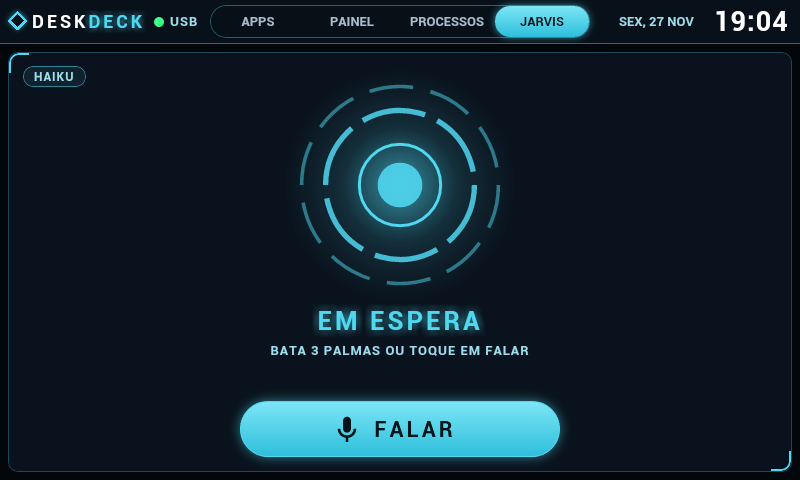 DESKDECK USB APPS PAINEL PROCESSOS JARVIS SEX, 27 NOV 19:04
HAIKU
EM ESPERA
BATA 3 PALMAS OU TOQUE EM FALAR
FALAR